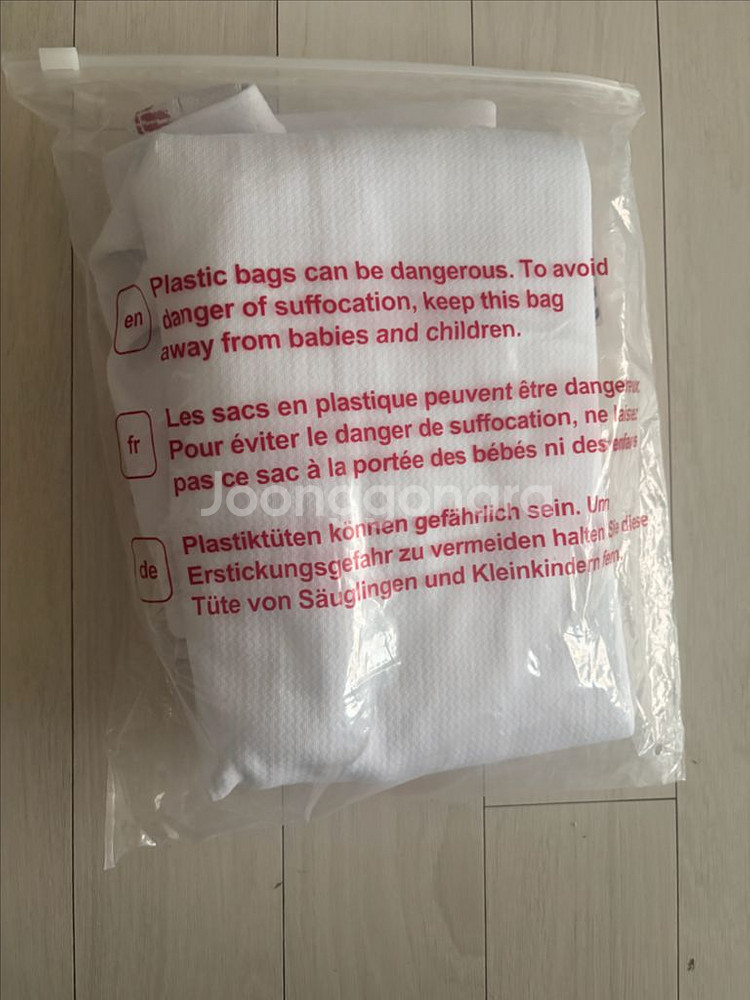 en
Plastic bags can be dangerous. To avoid
danger of suffocation, keep this bag
away from babies and children.
fr
Les sacs en plastique peuvent être dangereux.
Pour éviter le danger de suffocation, ne laissez
pas ce sac à la portée des bébés ni des enfants
Joonggonara
de
Plastiktüten können gefährlich sein. Um
Erstickungsgefahr zu vermeiden halten Sie diese
Tüte von Säuglingen und Kleinkindern fern.